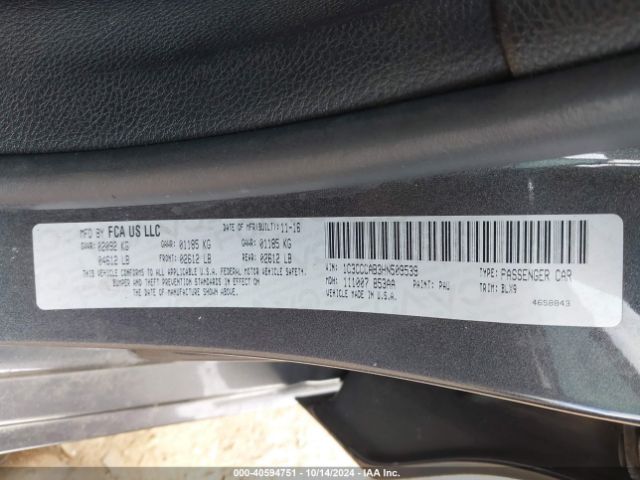 MFD BY FCA US LLC DATE OF MFR(BUILT): 11-16
GVWR: 02092 KG GAWR: 01185 KG GAWR: 01185 KG
04612 LB FRONT: 02612 LB REAR: 02612 LB
THIS VEHICLE CONFORMS TO ALL APPLICABLE U.S.A. FEDERAL MOTOR VEHICLE SAFETY,
BUMPER AND THEFT PREVENTION STANDARDS IN EFFECT ON
THE DATE OF MANUFACTURE SHOWN ABOVE.
VIN: 1C3CCCAB3HN509539 TYPE: PASSENGER CAR
MDH: 111007 853AA PAINT: PAU TRIM: BLX9
VEHICLE MADE IN U.S.A.
4658843
000-40594751 | 10/14/2024 - IAA Inc.